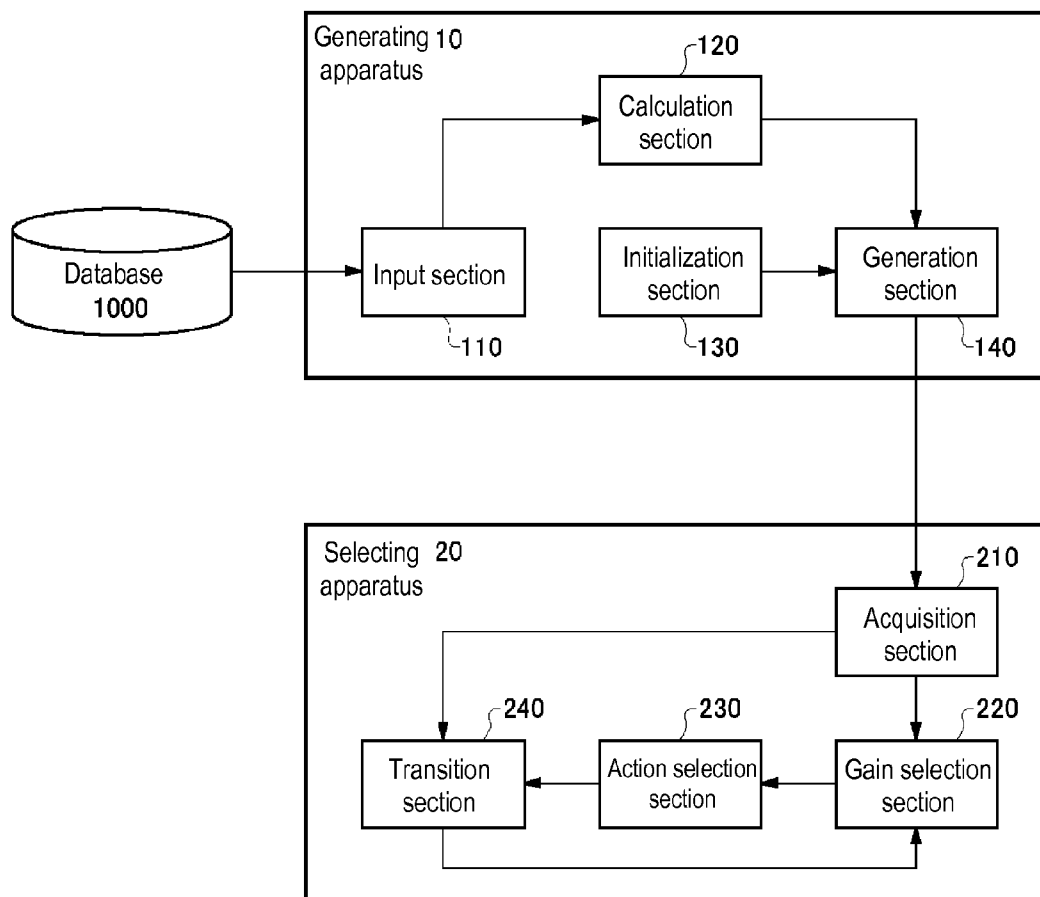 Generating 10
apparatus
120
Calculation
section
Database
1000
Input section
110
Initialization
section
130
Generation
section
140
Selecting 20
apparatus
210
Acquisition
section
240
Transition
section
230
Action selection
section
220
Gain selection
section